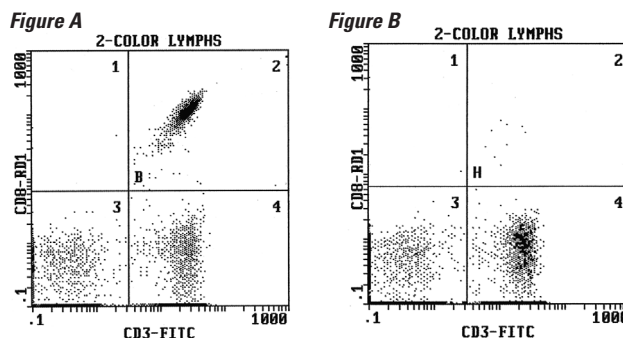 Figure A
2-COLOR LYMPHS
1
2
1000
CD8-RD1
B
3
4
.1
.1
1000
CD3-FITC
Figure B
2-COLOR LYMPHS
1
2
1000
CD8-RD1
H
3
4
.1
.1
1000
CD3-FITC